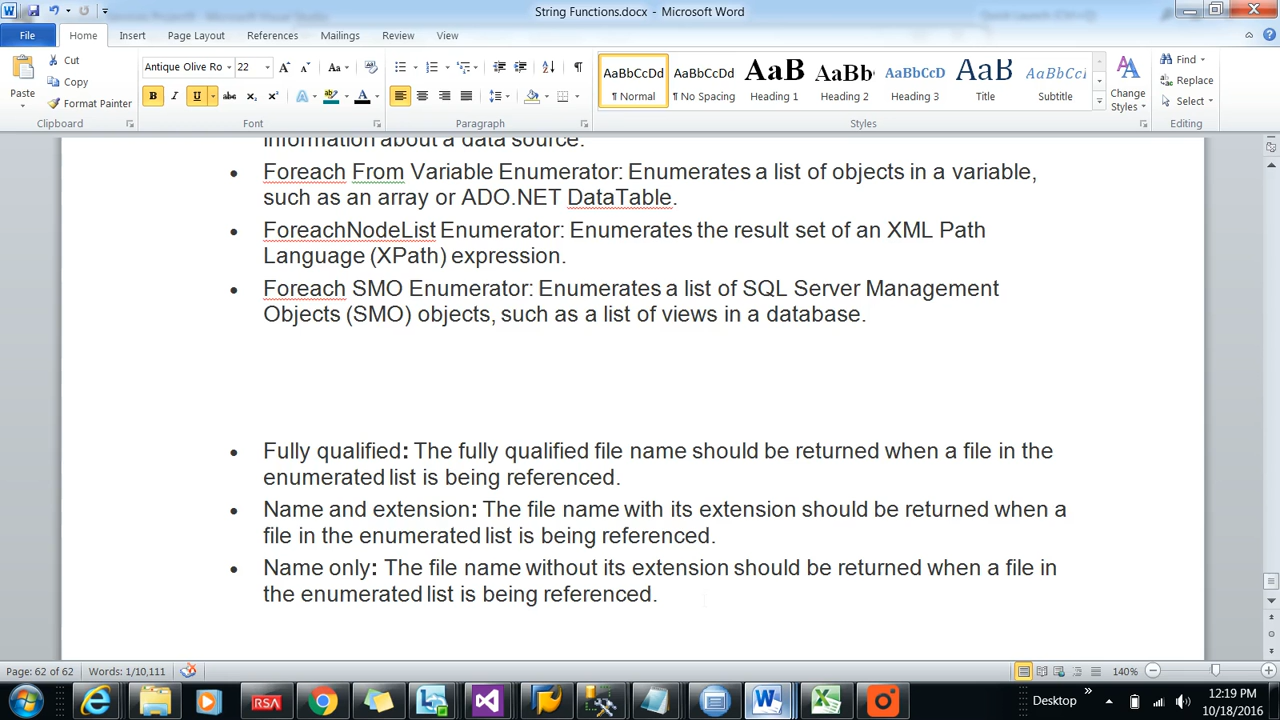 String Functions.docx - Microsoft Word
File Home Insert Page Layout References Mailings Review View
Paste
Cut
Copy
Format Painter
Clipboard
Antique Olive Ro 22
Font
Paragraph
AaBbCcDd AaBbCcDd AaB AaBb AaBbCcD AaB AaBbCcI
¶ Normal ¶ No Spacing Heading 1 Heading 2 Heading 3 Title Subtitle
Styles
Change Styles
Find
Replace
Select
Editing
information about a data source.
• Foreach From Variable Enumerator: Enumerates a list of objects in a variable,
such as an array or ADO.NET DataTable.
• ForeachNodeList Enumerator: Enumerates the result set of an XML Path
Language (XPath) expression.
• Foreach SMO Enumerator: Enumerates a list of SQL Server Management
Objects (SMO) objects, such as a list of views in a database.
• Fully qualified: The fully qualified file name should be returned when a file in the
enumerated list is being referenced.
• Name and extension: The file name with its extension should be returned when a
file in the enumerated list is being referenced.
• Name only: The file name without its extension should be returned when a file in
the enumerated list is being referenced.
Page: 62 of 62 Words: 1/10,111 140%
RSA
Desktop
12:19 PM
10/18/2016